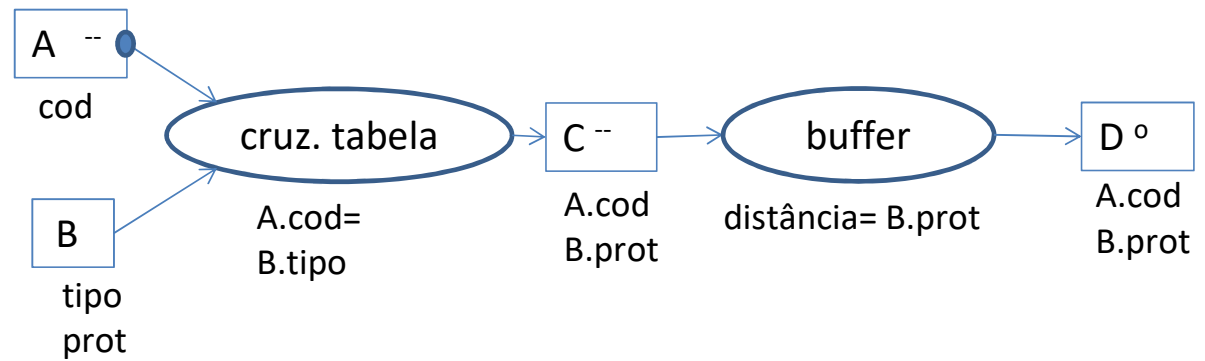 A --
cod
cruz. tabela
A.cod=
B.tipo
B
tipo
prot
C --
A.cod
B.prot
buffer
distância= B.prot
D º
A.cod
B.prot